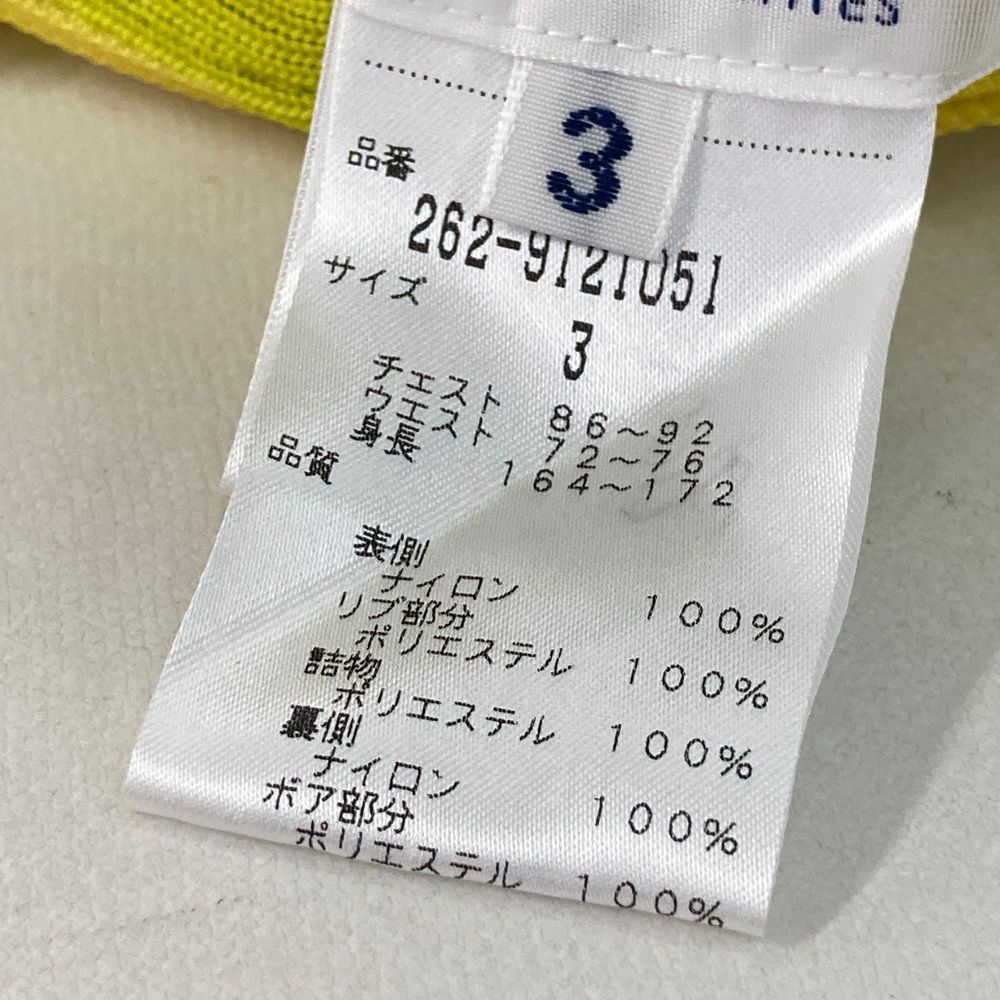 3
品番
262-9121051
サイズ
3
チェスト 86～92
ウエスト 72～76
身長 164～172
品質
表側
ナイロン 100%
リブ部分
ポリエステル 100%
詰物
ポリエステル 100%
裏側
ナイロン 100%
ボア部分
ポリエステル 100%